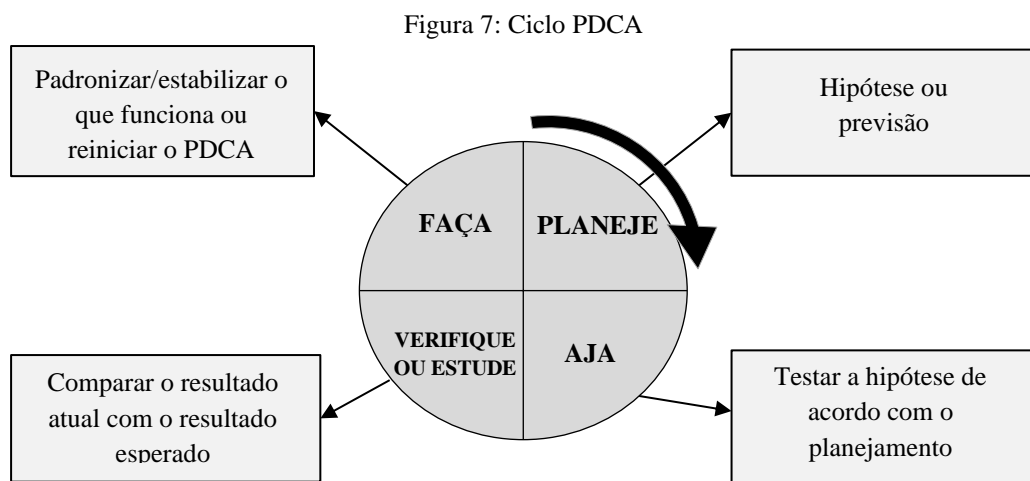 Figura 7: Ciclo PDCA
Padronizar/estabilizar o
que funciona ou
reiniciar o PDCA
Hipótese ou
previsão
FAÇA
PLANEJE
VERIFIQUE
OU ESTUDE
AJA
Comparar o resultado
atual com o resultado
esperado
Testar a hipótese de
acordo com o
planejamento